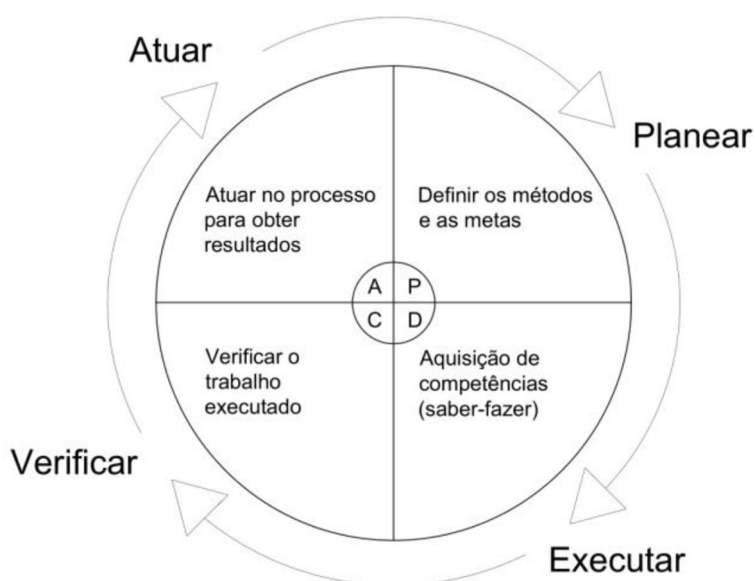 Atuar
Planear
Atuar no processo
para obter
resultados
Definir os métodos
e as metas
A
P
C
D
Verificar o
trabalho
executado
Aquisição de
competências
(saber-fazer)
Verificar
Executar